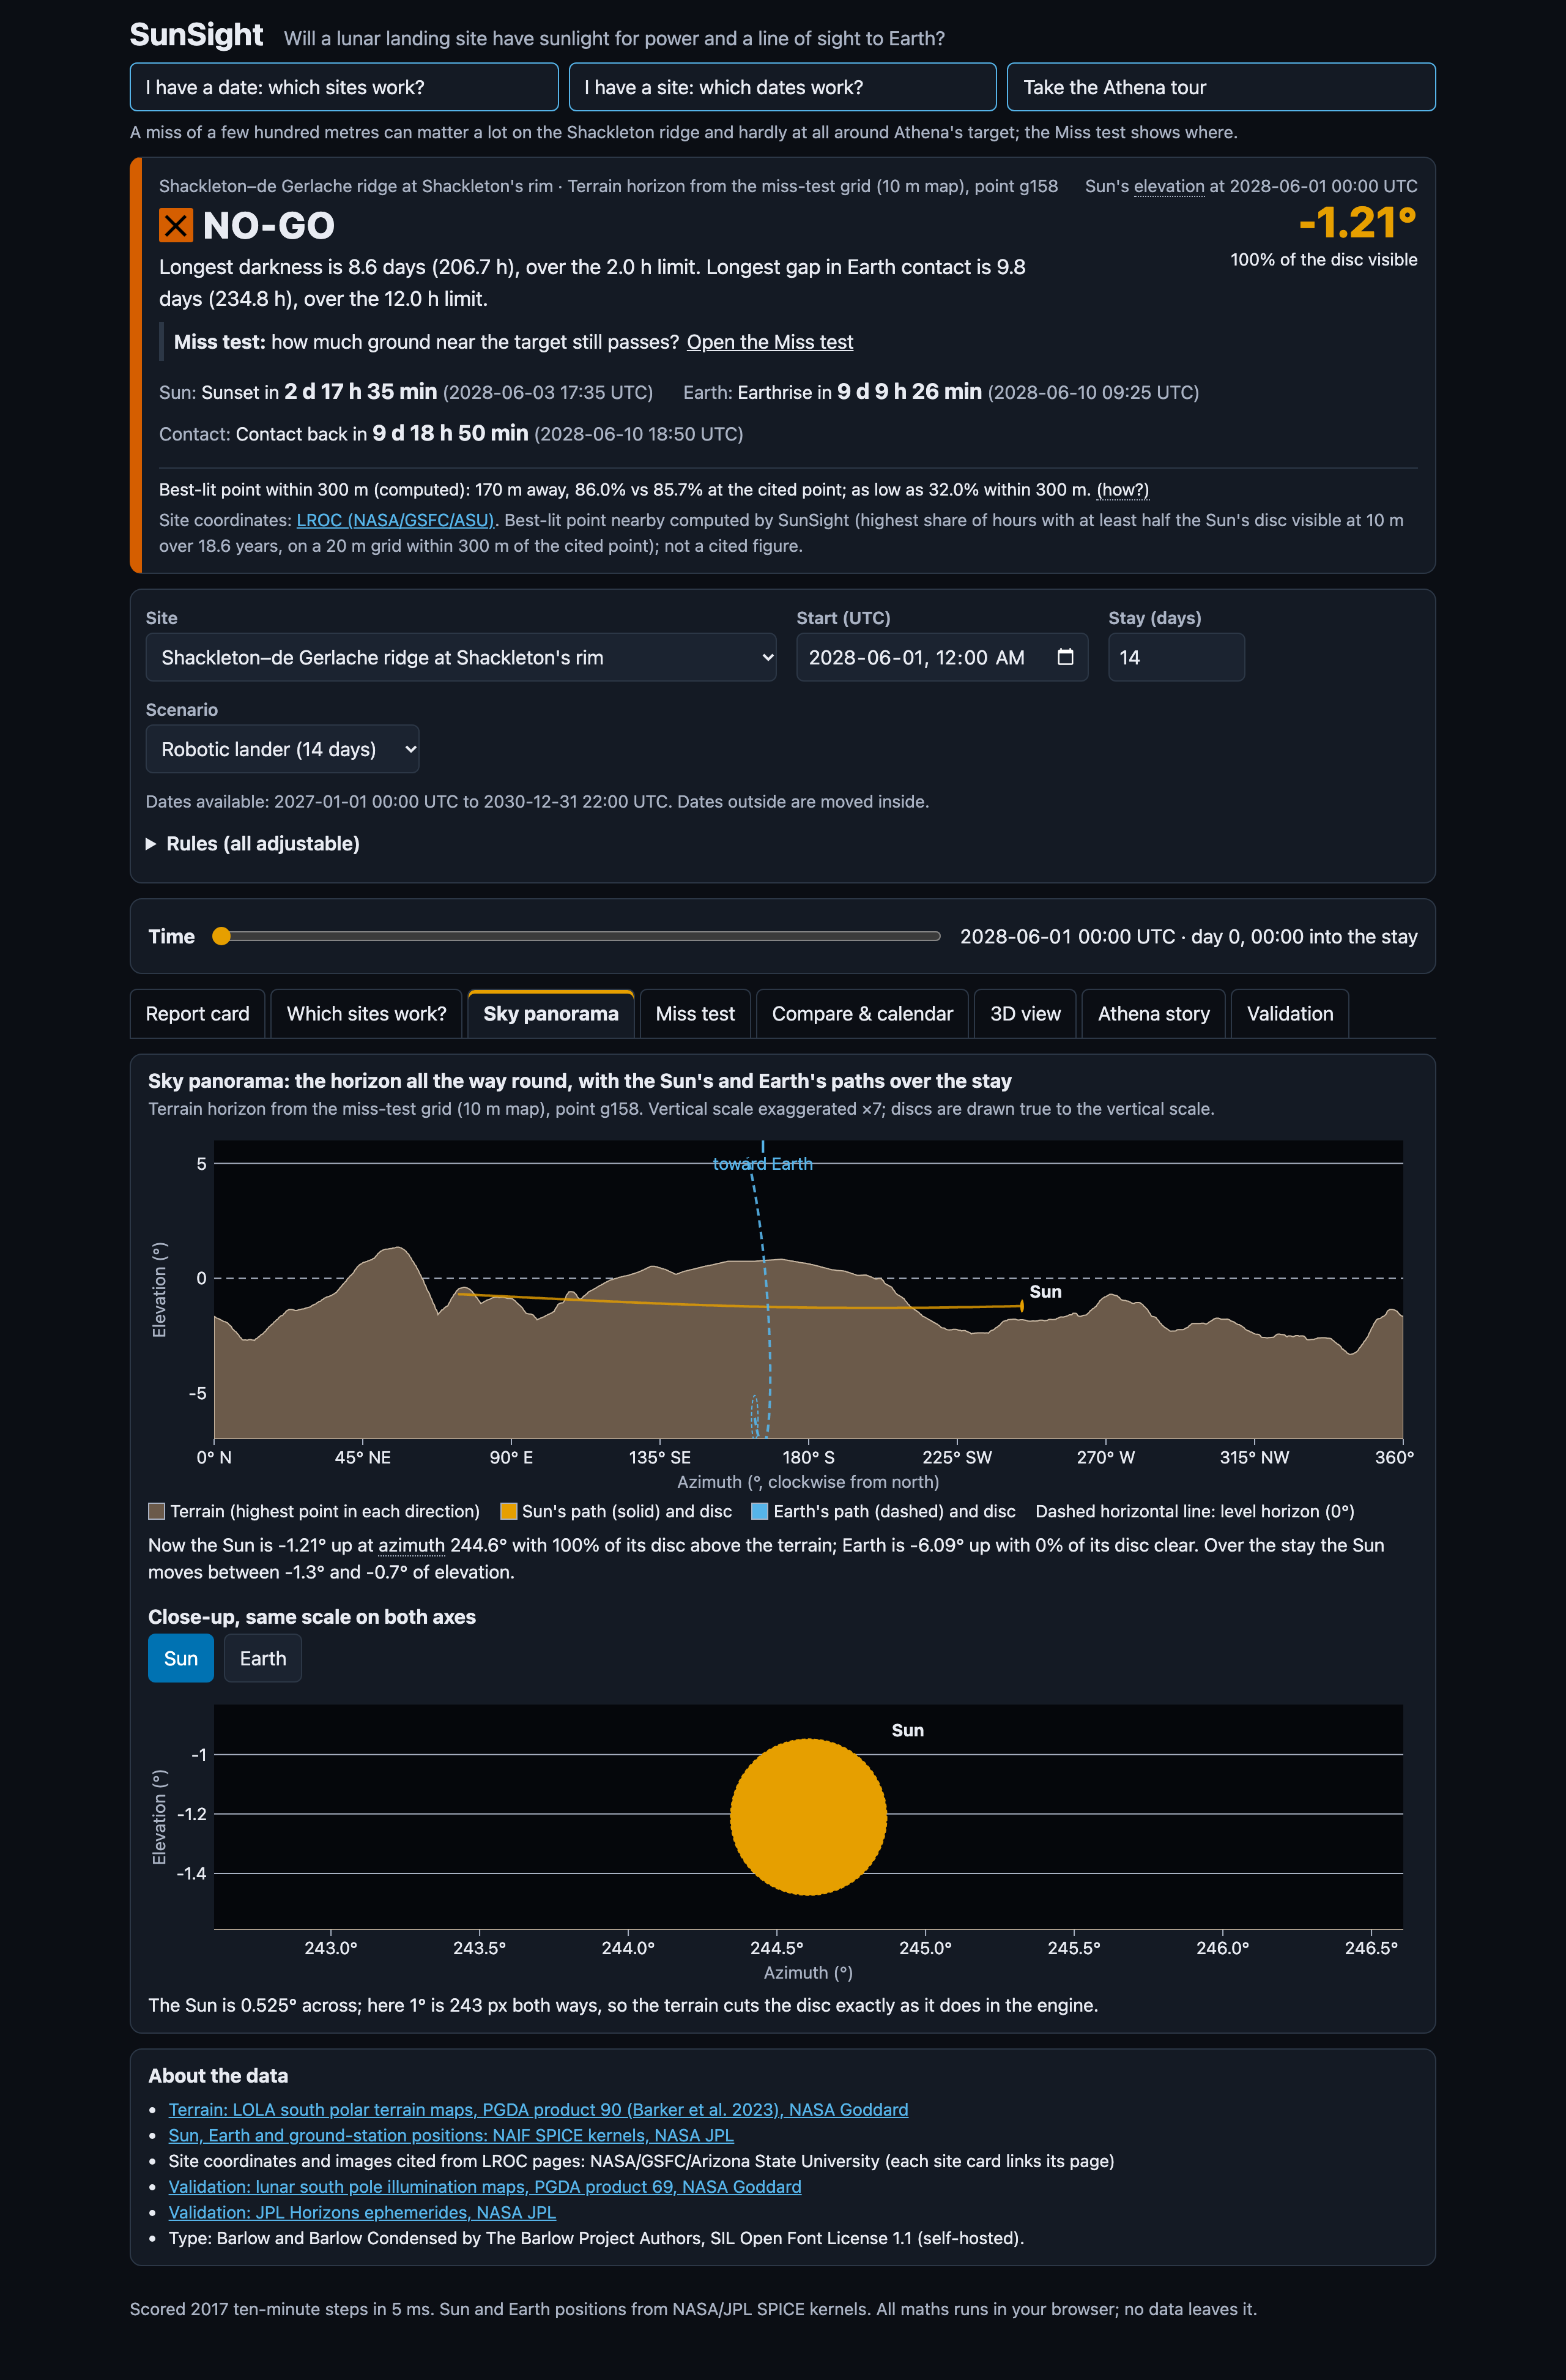 SunSight Will a lunar landing site have sunlight for power and a line of sight to Earth?
I have a date: which sites work?
I have a site: which dates work?
Take the Athena tour
A miss of a few hundred metres can matter a lot on the Shackleton ridge and hardly at all around Athena's target; the Miss test shows where.
Shackleton–de Gerlache ridge at Shackleton's rim · Terrain horizon from the miss-test grid (10 m map), point g158
Sun's elevation at 2028-06-01 00:00 UTC
NO-GO
-1.21°
100% of the disc visible
Longest darkness is 8.6 days (206.7 h), over the 2.0 h limit. Longest gap in Earth contact is 9.8
days (234.8 h), over the 12.0 h limit.
Miss test: how much ground near the target still passes? Open the Miss test
Sun: Sunset in 2 d 17 h 35 min (2028-06-03 17:35 UTC) Earth: Earthrise in 9 d 9 h 26 min (2028-06-10 09:25 UTC)
Contact: Contact back in 9 d 18 h 50 min (2028-06-10 18:50 UTC)
Best-lit point within 300 m (computed): 170 m away, 86.0% vs 85.7% at the cited point; as low as 32.0% within 300 m. (how?)
Site coordinates: LROC (NASA/GSFC/ASU). Best-lit point nearby computed by SunSight (highest share of hours with at least half the Sun's disc visible at 10 m
over 18.6 years, on a 20 m grid within 300 m of the cited point); not a cited figure.
Site
Shackleton–de Gerlache ridge at Shackleton's rim
Start (UTC)
2028-06-01, 12:00 AM
Stay (days)
14
Scenario
Robotic lander (14 days)
Dates available: 2027-01-01 00:00 UTC to 2030-12-31 22:00 UTC. Dates outside are moved inside.
Rules (all adjustable)
Time
2028-06-01 00:00 UTC · day 0, 00:00 into the stay
Report card
Which sites work?
Sky panorama
Miss test
Compare & calendar
3D view
Athena story
Validation
Sky panorama: the horizon all the way round, with the Sun's and Earth's paths over the stay
Terrain horizon from the miss-test grid (10 m map), point g158. Vertical scale exaggerated ×7; discs are drawn true to the vertical scale.
5
toward Earth
Elevation (°)
0
Sun
-5
0° N 45° NE 90° E 135° SE 180° S 225° SW 270° W 315° NW 360°
Azimuth (°, clockwise from north)
Terrain (highest point in each direction) Sun's path (solid) and disc Earth's path (dashed) and disc Dashed horizontal line: level horizon (0°)
Now the Sun is -1.21° up at azimuth 244.6° with 100% of its disc above the terrain; Earth is -6.09° up with 0% of its disc clear. Over the stay the Sun
moves between -1.3° and -0.7° of elevation.
Close-up, same scale on both axes
Sun
Earth
Sun
-1
Elevation (°)
-1.2
-1.4
243.0° 243.5° 244.0° 244.5° 245.0° 245.5° 246.0° 246.5°
Azimuth (°)
The Sun is 0.525° across; here 1° is 243 px both ways, so the terrain cuts the disc exactly as it does in the engine.
About the data
Terrain: LOLA south polar terrain maps, PGDA product 90 (Barker et al. 2023), NASA Goddard
Sun, Earth and ground-station positions: NAIF SPICE kernels, NASA JPL
Site coordinates and images cited from LROC pages: NASA/GSFC/Arizona State University (each site card links its page)
Validation: lunar south pole illumination maps, PGDA product 69, NASA Goddard
Validation: JPL Horizons ephemerides, NASA JPL
Type: Barlow and Barlow Condensed by The Barlow Project Authors, SIL Open Font License 1.1 (self-hosted).
Scored 2017 ten-minute steps in 5 ms. Sun and Earth positions from NASA/JPL SPICE kernels. All maths runs in your browser; no data leaves it.